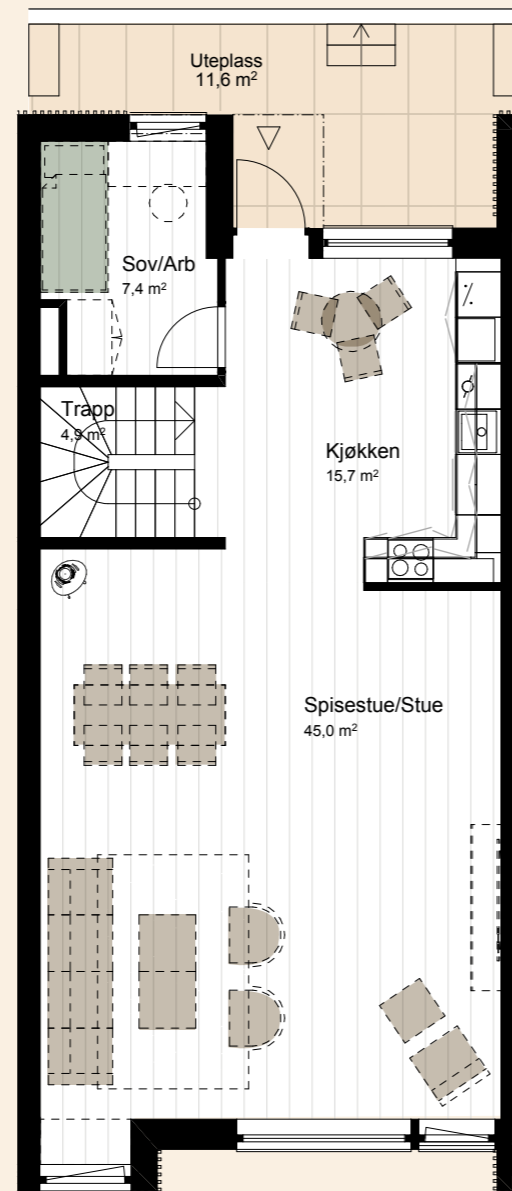 Uteplass
11,6 m²
Sov/Arb
7,4 m²
Trapp
4,9 m²
Kjøkken
15,7 m²
Spisestue/Stue
45,0 m²